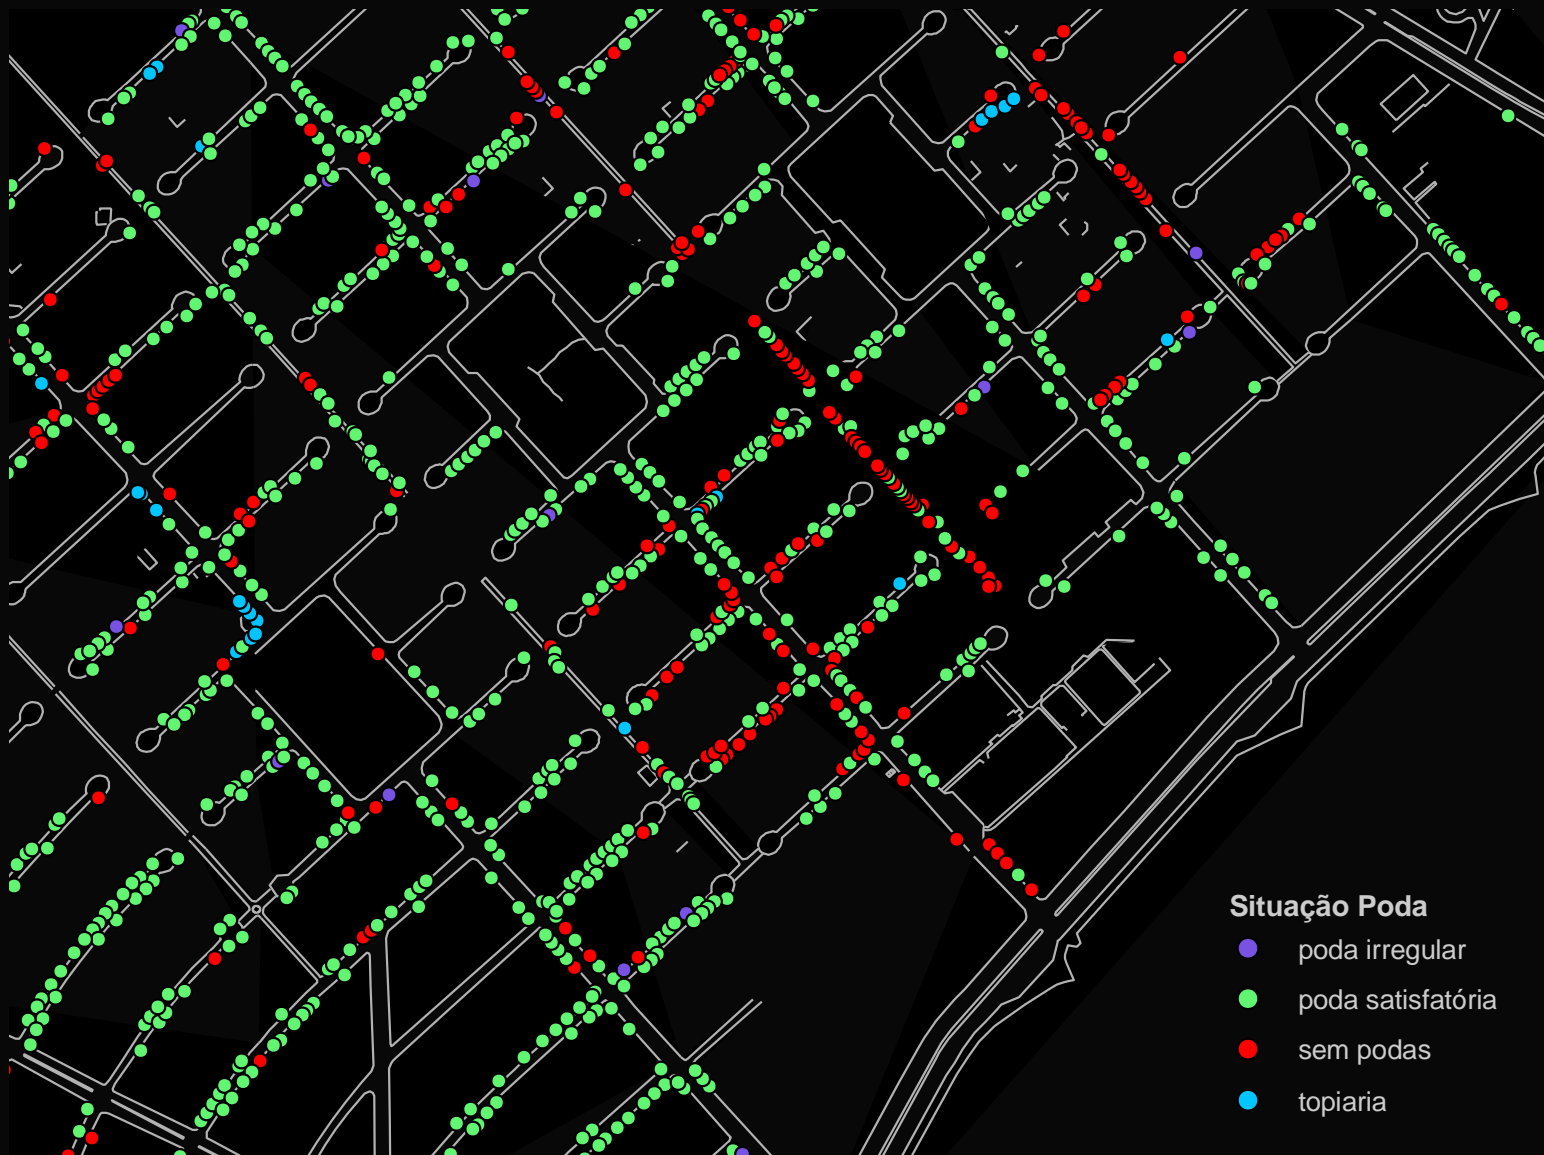 Situação Poda
poda irregular
poda satisfatória
sem podas
topiaria